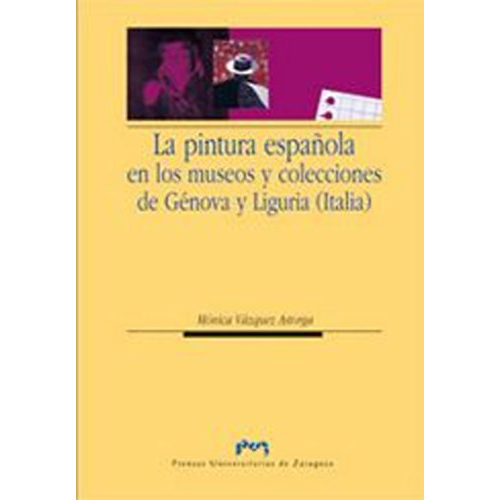 La pintura española
en los museos y colecciones
de Génova y Liguria (Italia)
Mónica Vázquez Astorga
Prensas Universitarias de Zaragoza